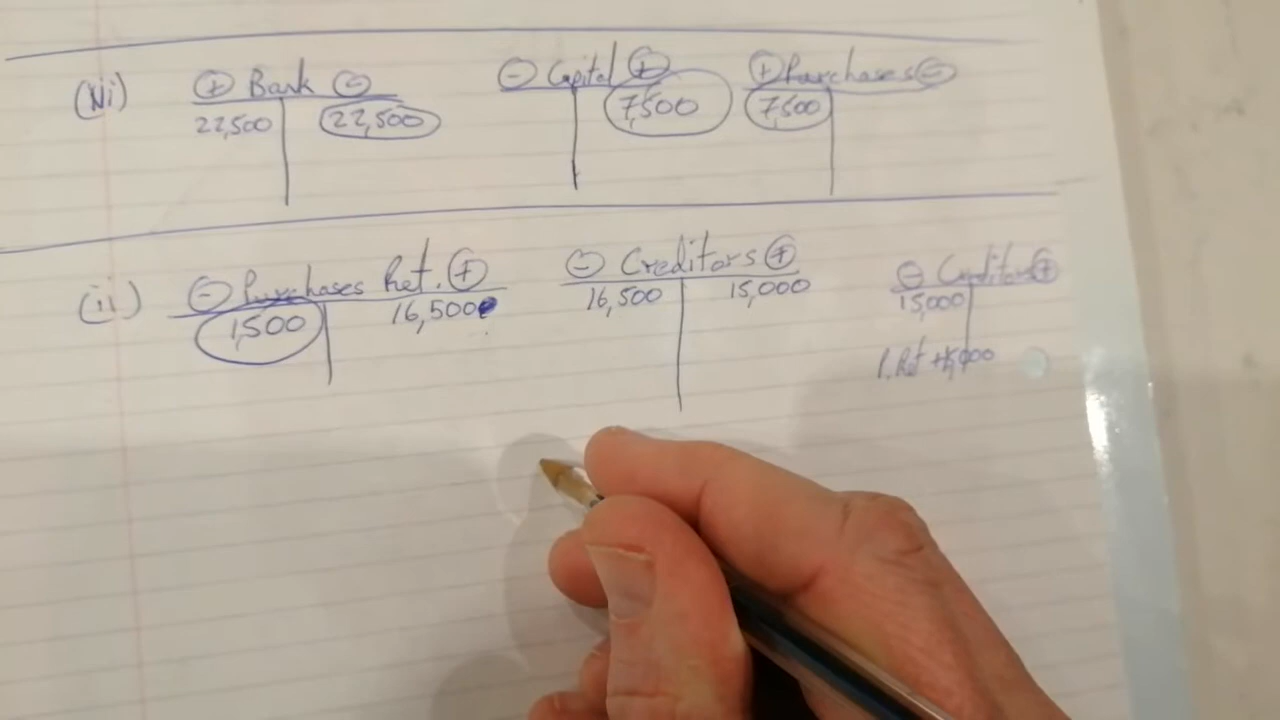 (vi) + Bank - - Capital + + Purchases -
22,500 22,500 7,500 7,500
(ii) - Purchases Ret. + - Creditors + - Creditors +
1,500 16,500 16,500 15,000 15,000
P. Ret